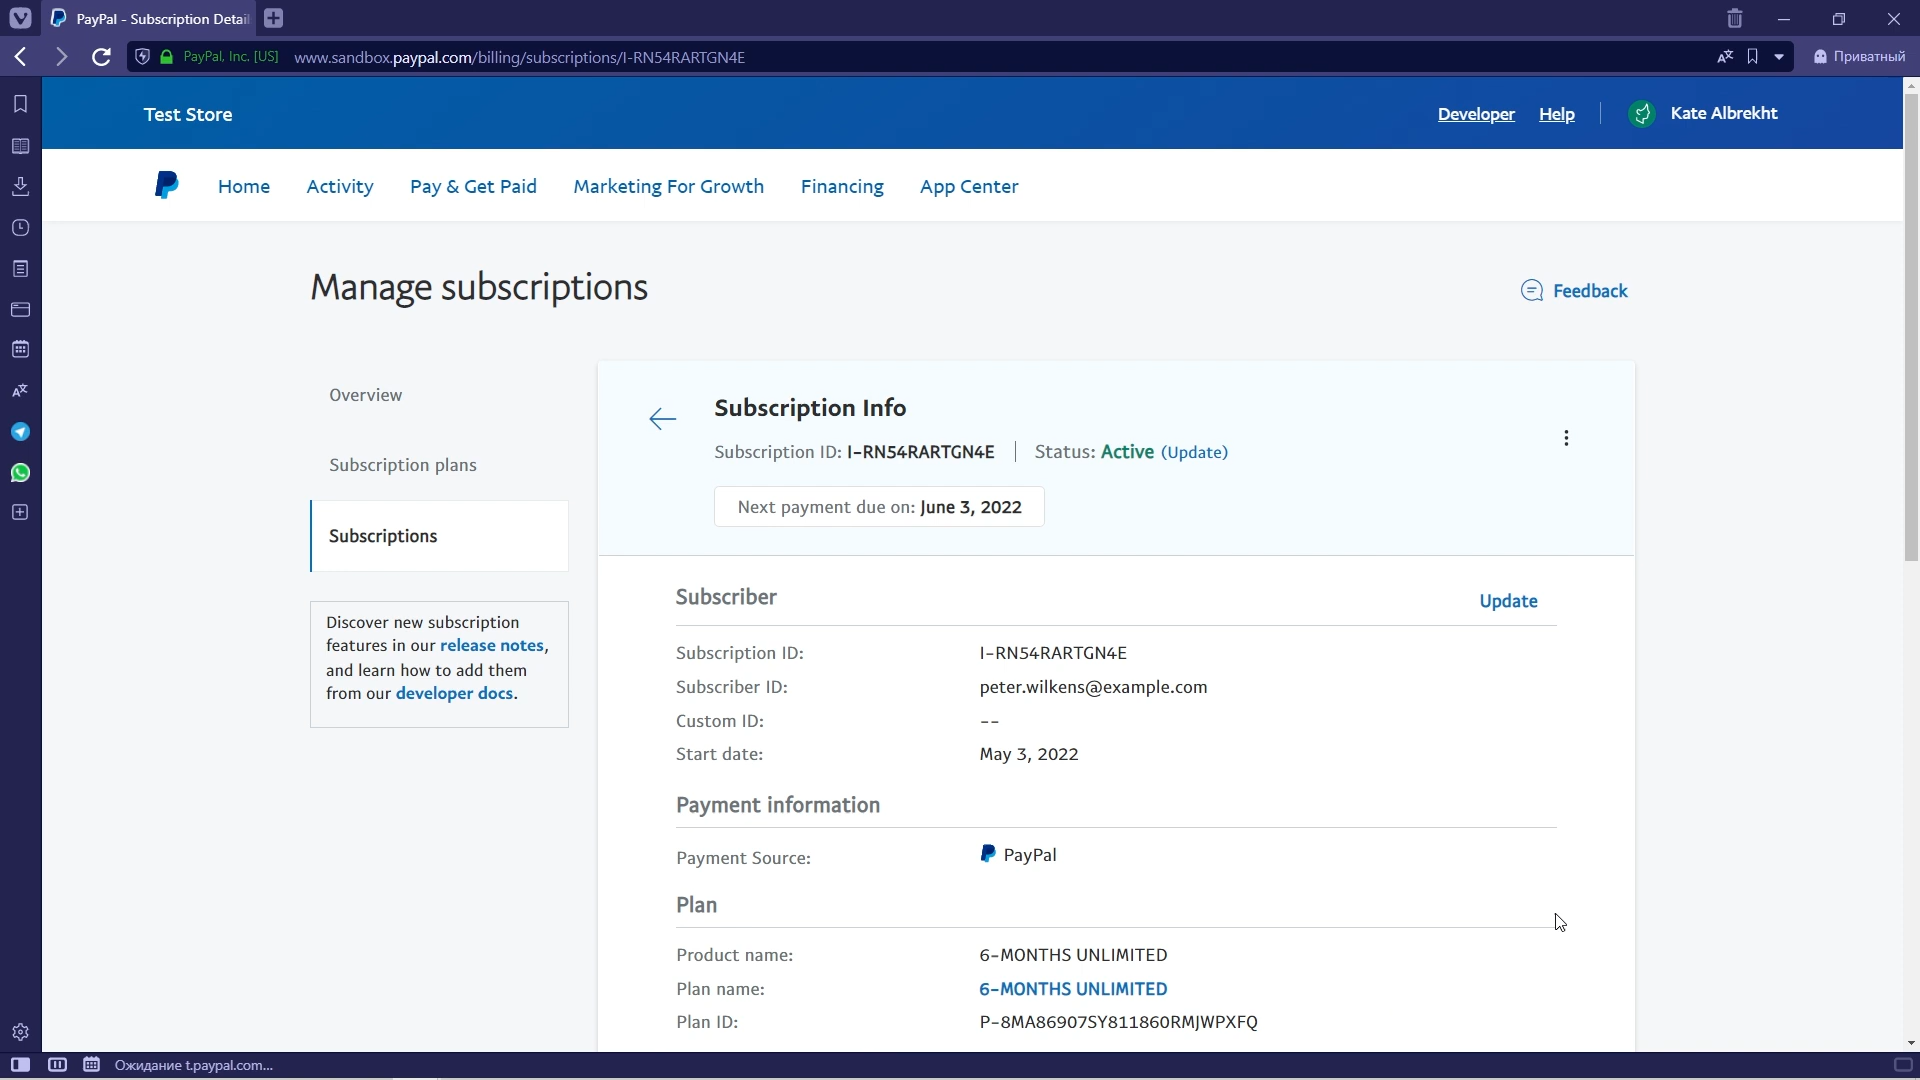 PayPal - Subscription Detail
PayPal, Inc. [US] www.sandbox.paypal.com/billing/subscriptions/I-RN54RARTGN4E
Приватный
Test Store
Developer Help Kate Albrekht
Home Activity Pay & Get Paid Marketing For Growth Financing App Center
Manage subscriptions
Feedback
Overview
Subscription plans
Subscriptions
Discover new subscription
features in our release notes,
and learn how to add them
from our developer docs.
Subscription Info
Subscription ID: I-RN54RARTGN4E Status: Active (Update)
Next payment due on: June 3, 2022
Subscriber Update
Subscription ID: I-RN54RARTGN4E
Subscriber ID: peter.wilkens@example.com
Custom ID: --
Start date: May 3, 2022
Payment information
Payment Source: PayPal
Plan
Product name: 6-MONTHS UNLIMITED
Plan name: 6-MONTHS UNLIMITED
Plan ID: P-8MA86907SY811860RMJWPXFQ
Ожидание t.paypal.com...